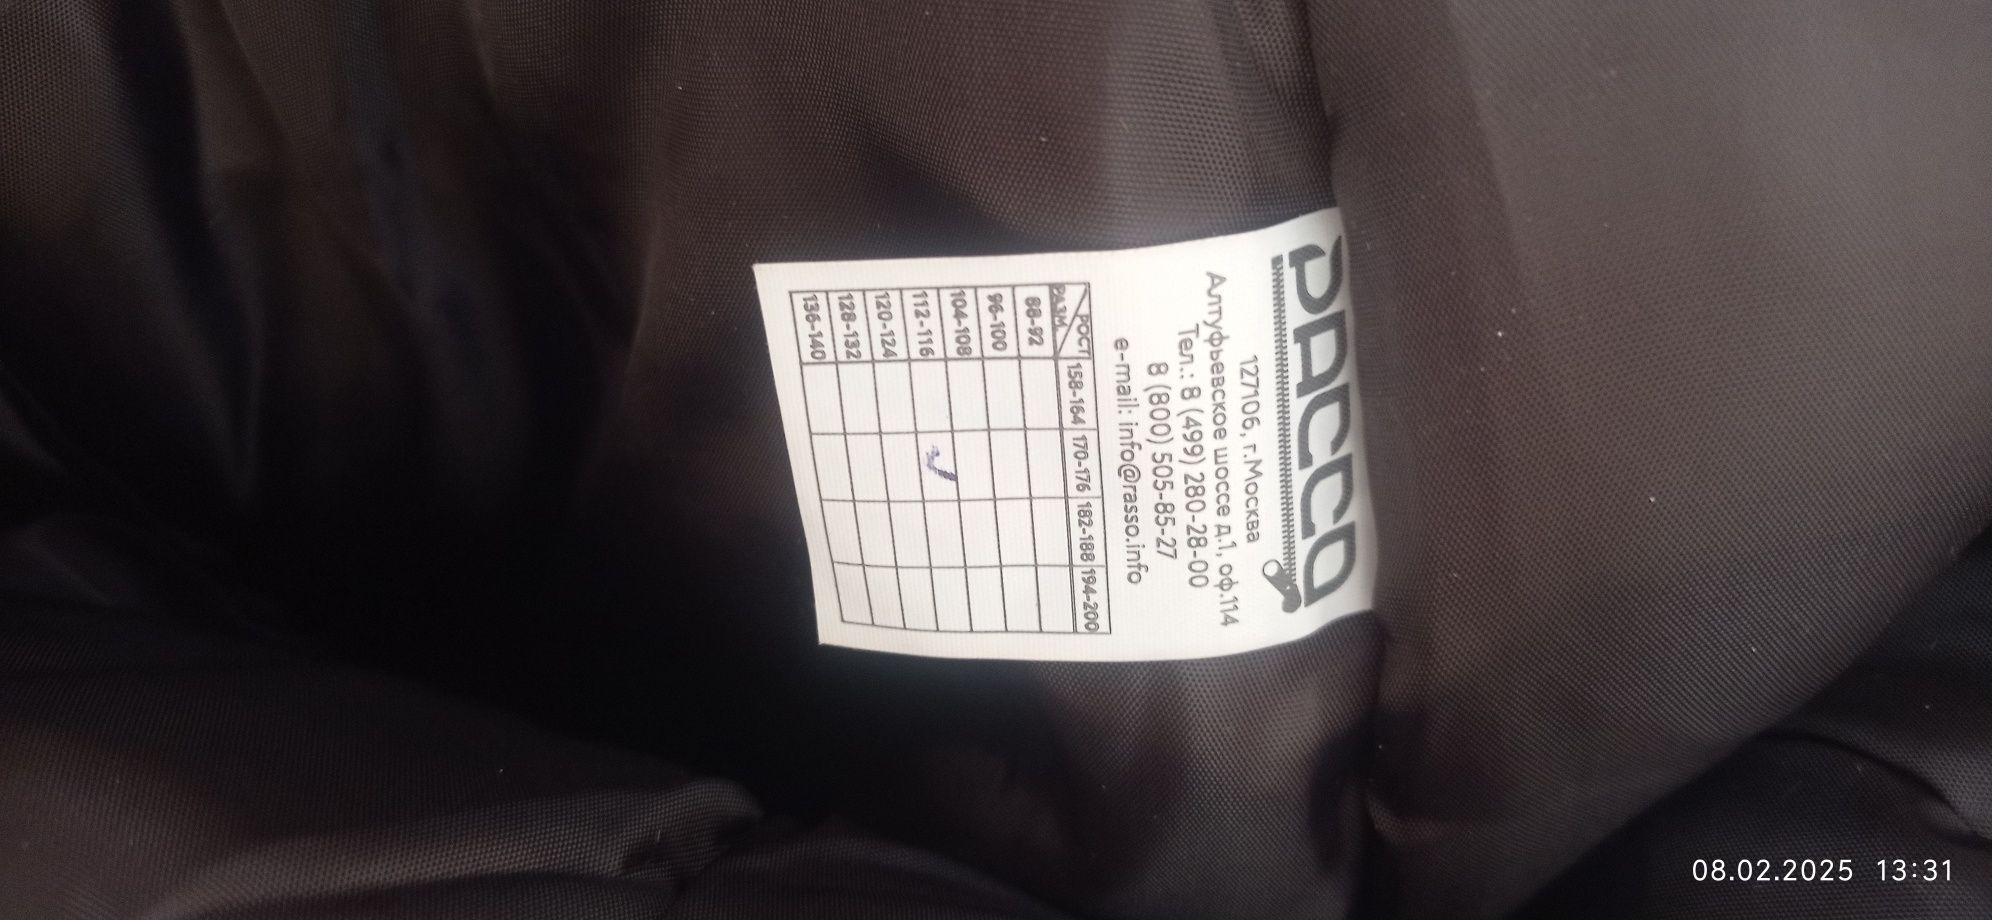 РАССО
127106, г.Москва
Алтуфьевское шоссе д.1, оф.114
Тел.: 8 (499) 280-28-00
8 (800) 505-85-27
e-mail: info@rasso.info
РОСТ 158-164 170-176 182-188 194-200
РАЗМ.
88-92
96-100
104-108
112-116
120-124
128-132
136-140
08.02.2025 13:31